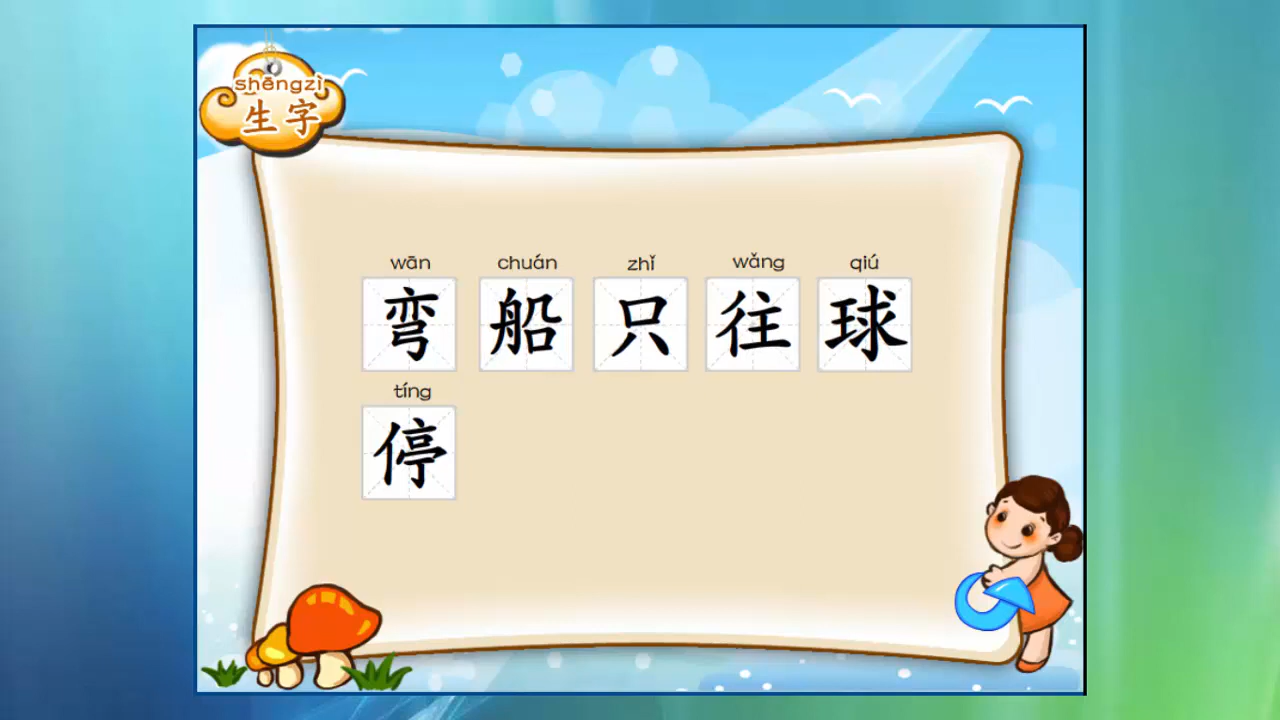 shēngzì
生字
wān chuán zhǐ wǎng qiú
弯 船 只 往 球
tíng
停